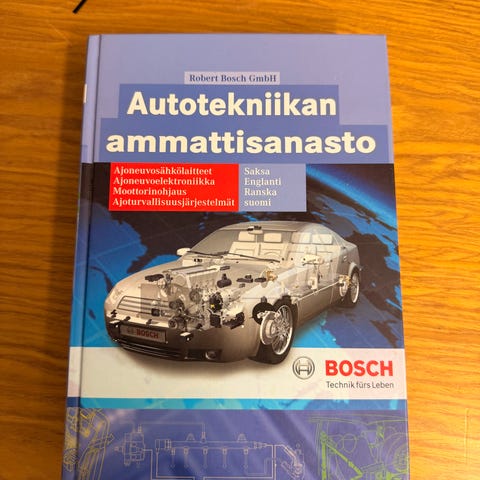 Robert Bosch GmbH
Autotekniikan
ammattisanasto
Ajoneuvosähkölaitteet
Ajoneuvoelektroniikka
Moottorinohjaus
Ajoturvallisuusjärjestelmät
Saksa
Englanti
Ranska
suomi
BOSCH
BOSCH
Technik fürs Leben